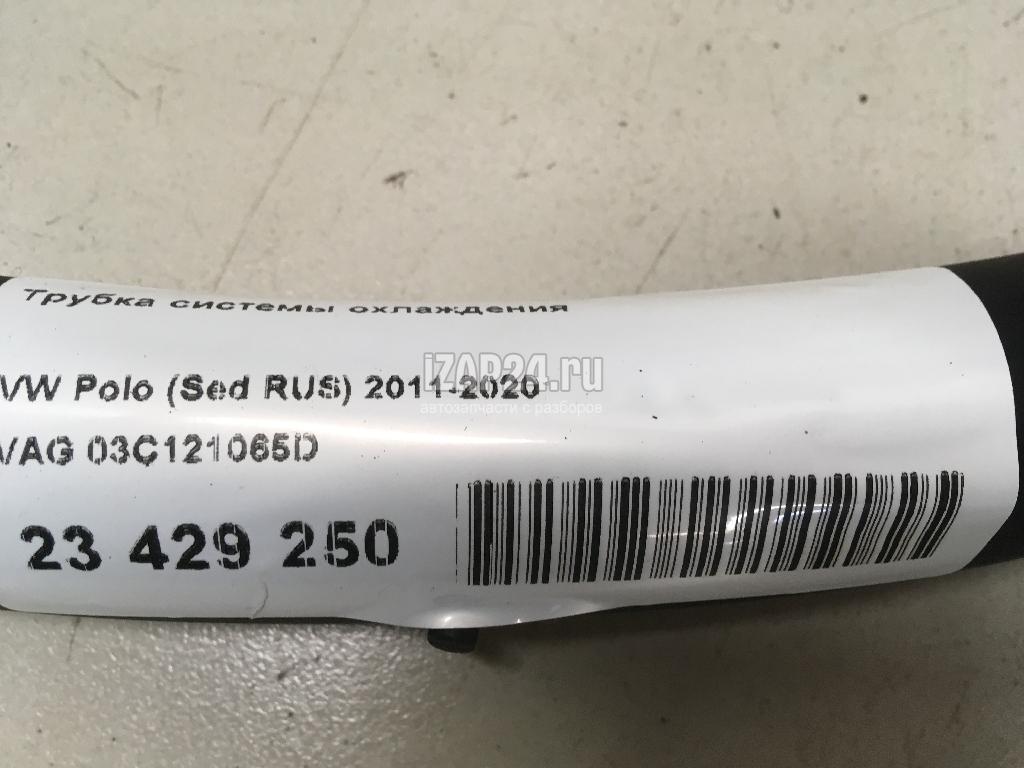 Трубка системы охлаждения
VW Polo (Sed RUS) 2011-2020
VAG 03C121065D
23 429 250
iZAP24.ru
автозапчасти с разборов